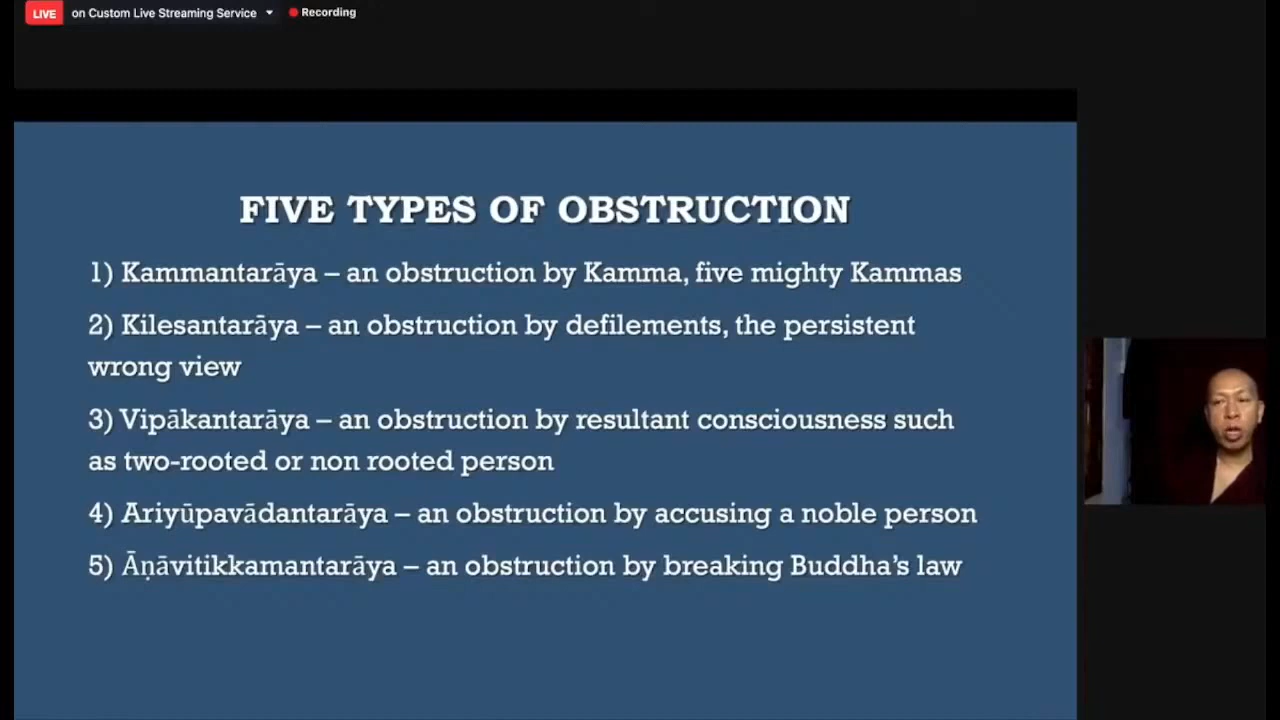 LIVE on Custom Live Streaming Service Recording
FIVE TYPES OF OBSTRUCTION
1) Kammantarāya – an obstruction by Kamma, five mighty Kammas
2) Kilesantarāya – an obstruction by defilements, the persistent
wrong view
3) Vipākantarāya – an obstruction by resultant consciousness such
as two-rooted or non rooted person
4) Ariyūpavādantarāya – an obstruction by accusing a noble person
5) Āṇāvitikkamantarāya – an obstruction by breaking Buddha’s law